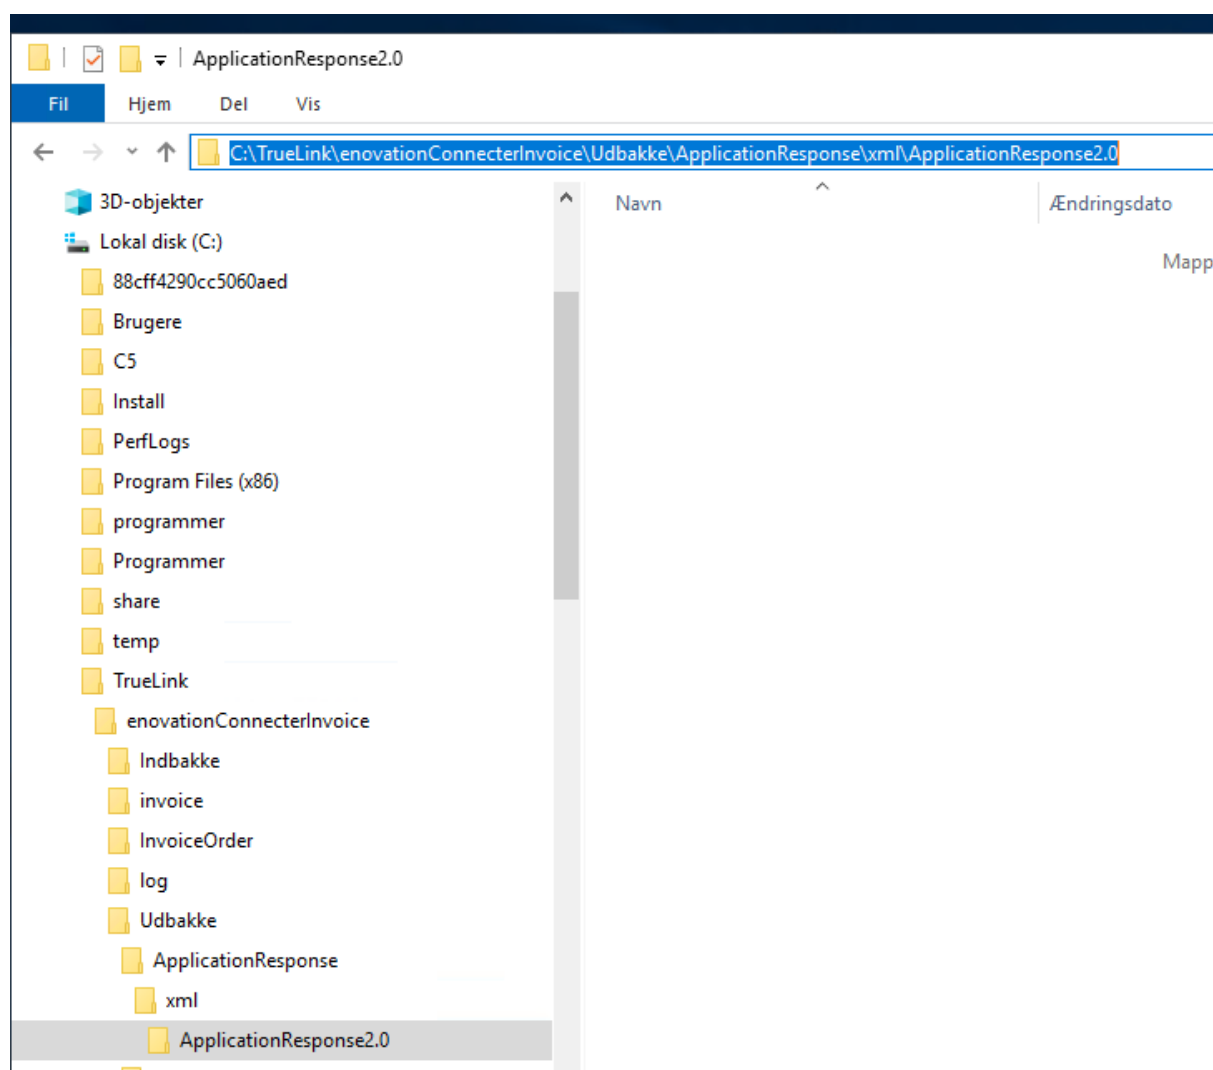 ApplicationResponse2.0
Fil Hjem Del Vis
C:\TrueLink\enovationConnecterInvoice\Udbakke\ApplicationResponse\xml\ApplicationResponse2.0
3D-objekter
Navn Ændringsdato
Lokal disk (C:)
Mapp
88cff4290cc5060aed
Brugere
C5
Install
PerfLogs
Program Files (x86)
programmer
Programmer
share
temp
TrueLink
enovationConnecterInvoice
Indbakke
invoice
InvoiceOrder
log
Udbakke
ApplicationResponse
xml
ApplicationResponse2.0